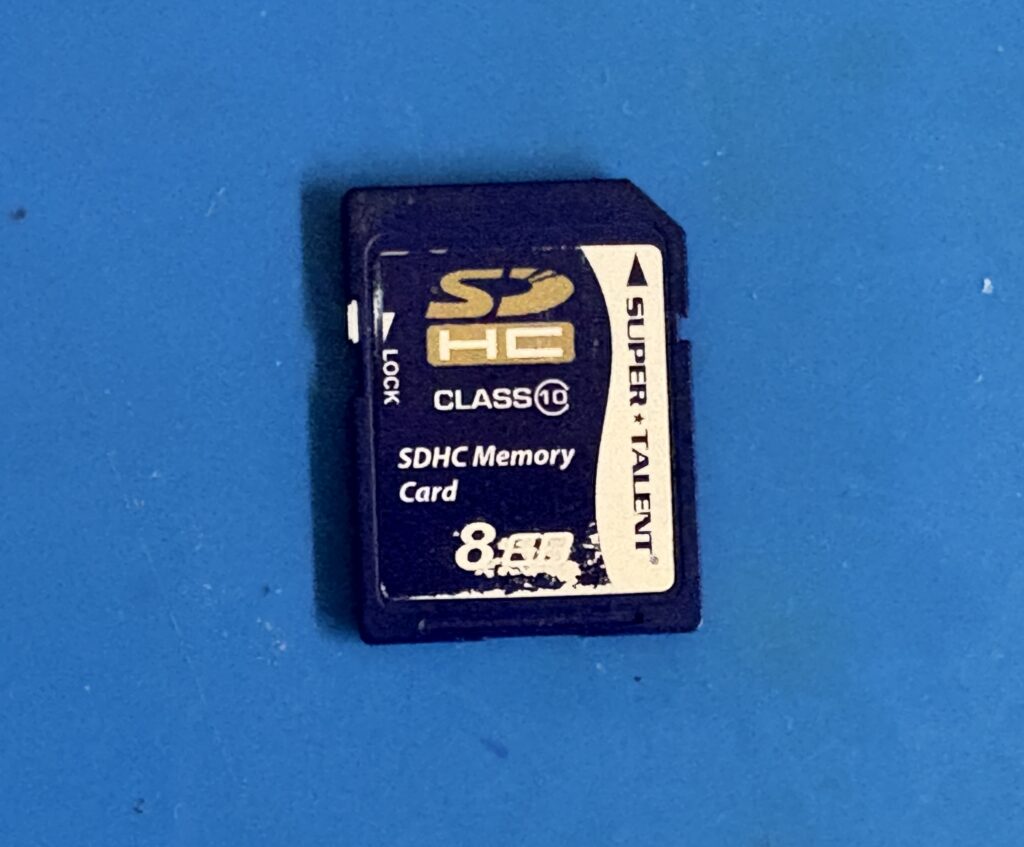 SD
HC
CLASS 10
LOCK
SDHC Memory
Card
8
SUPER★TALENT